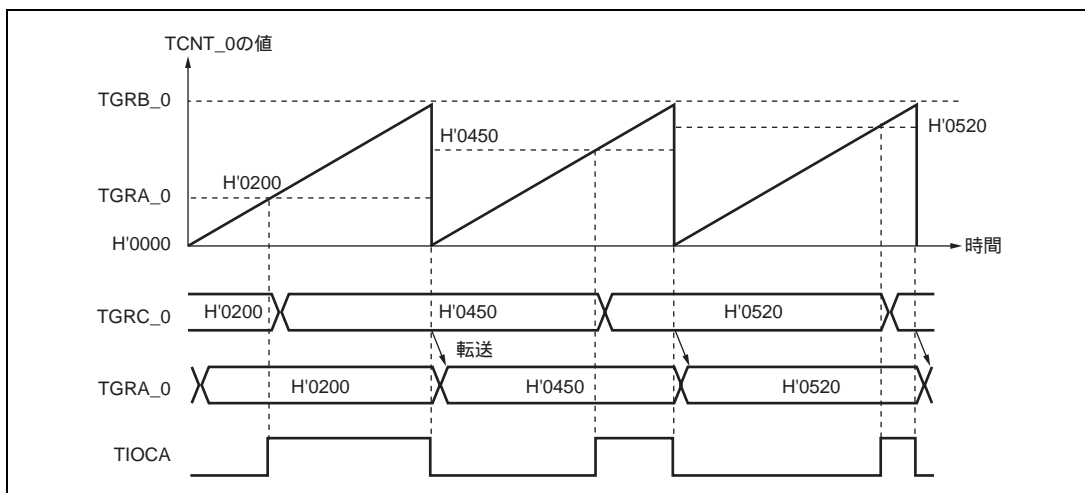 TCNT_0の値
TGRB_0
H'0520
H'0450
H'0200
TGRA_0
H'0000
時間
TGRC_0
H'0200
H'0450
H'0520
転送
TGRA_0
H'0200
H'0450
H'0520
TIOCA